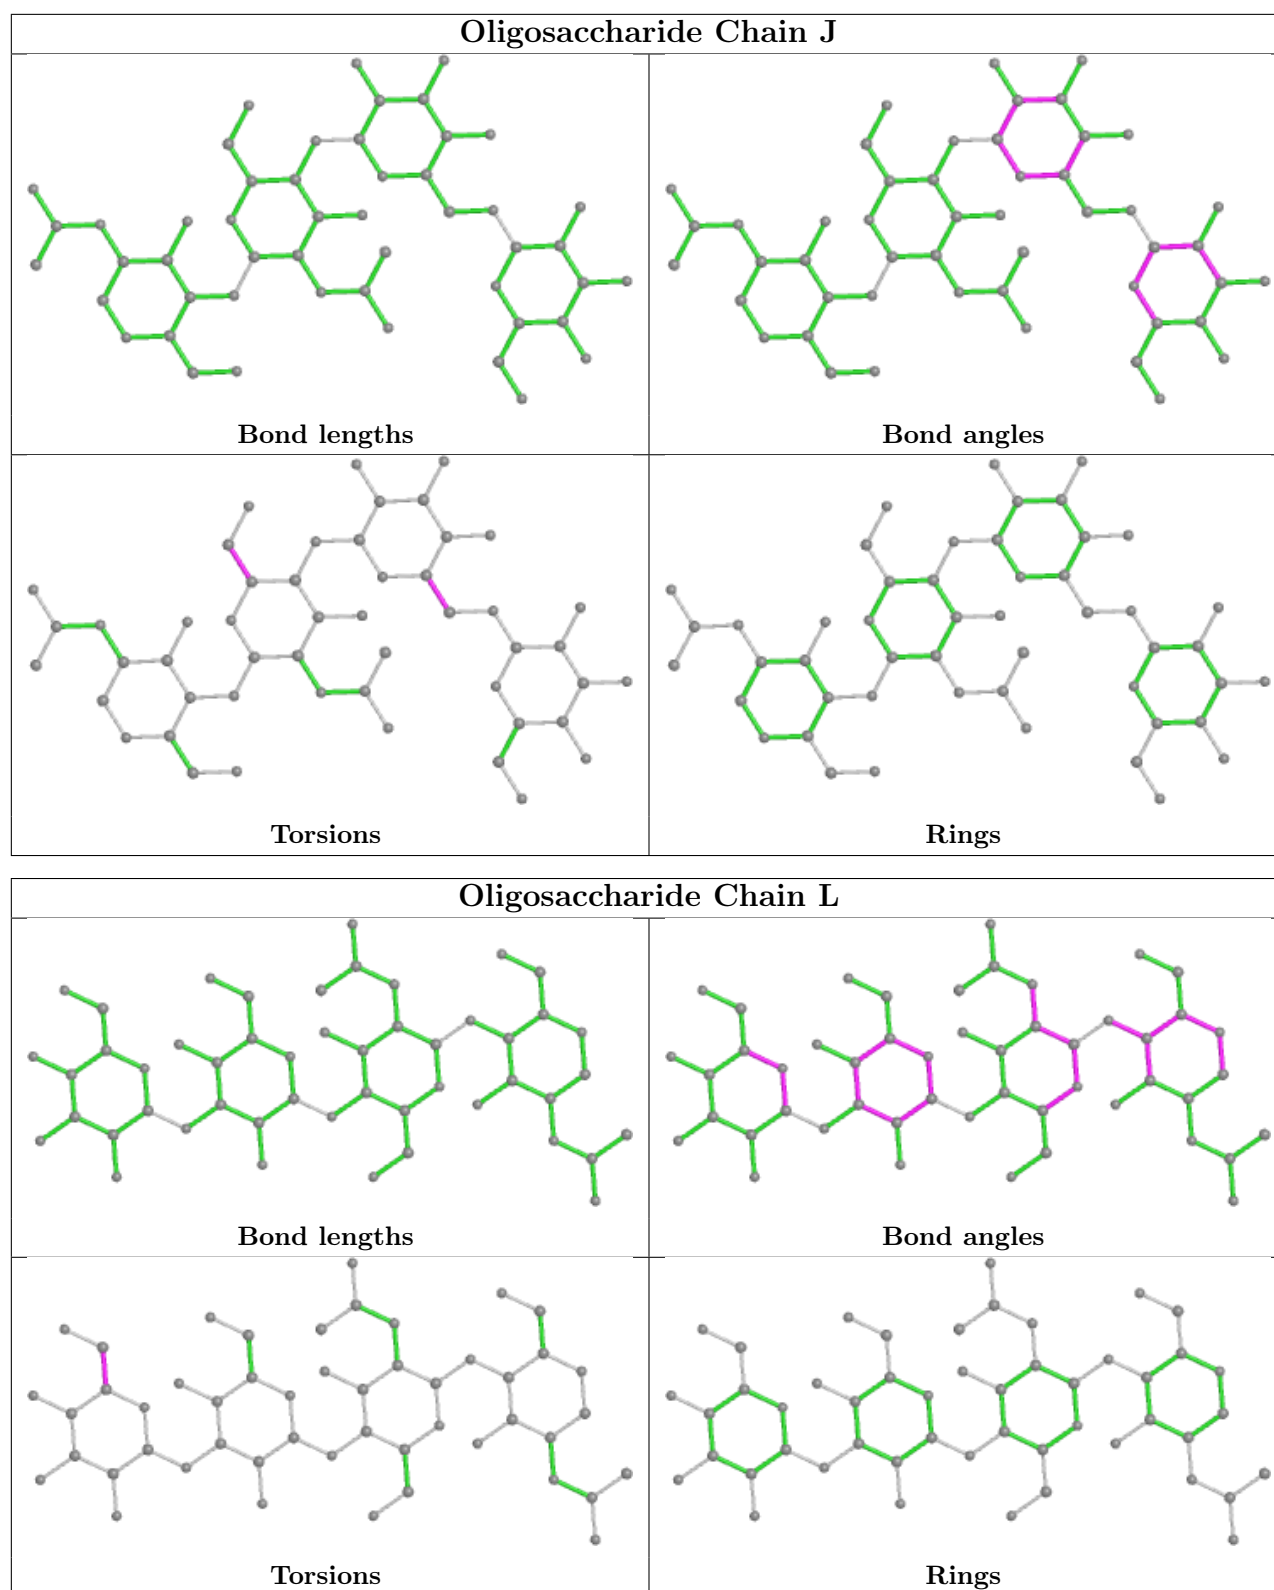 Oligosaccharide Chain J
Bond lengths
Bond angles
Torsions
Rings
Oligosaccharide Chain L
Bond lengths
Bond angles
Torsions
Rings